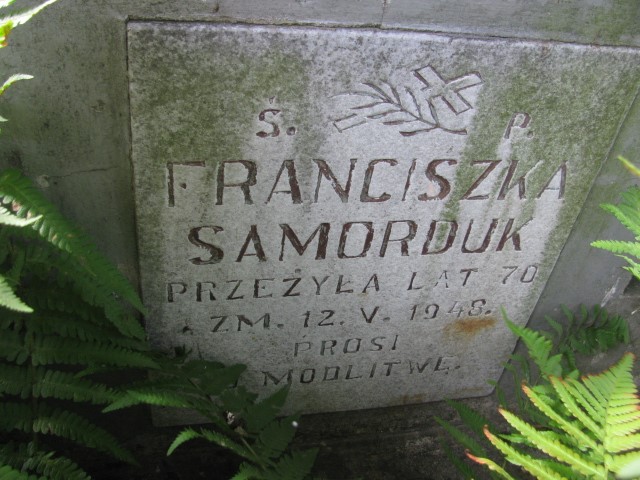 Ś. P.
FRANCISZKA
SAMORDUK
PRZEŻYŁA LAT 70
ZM. 12. V. 1948.
PROSI
MODLITWĘ.